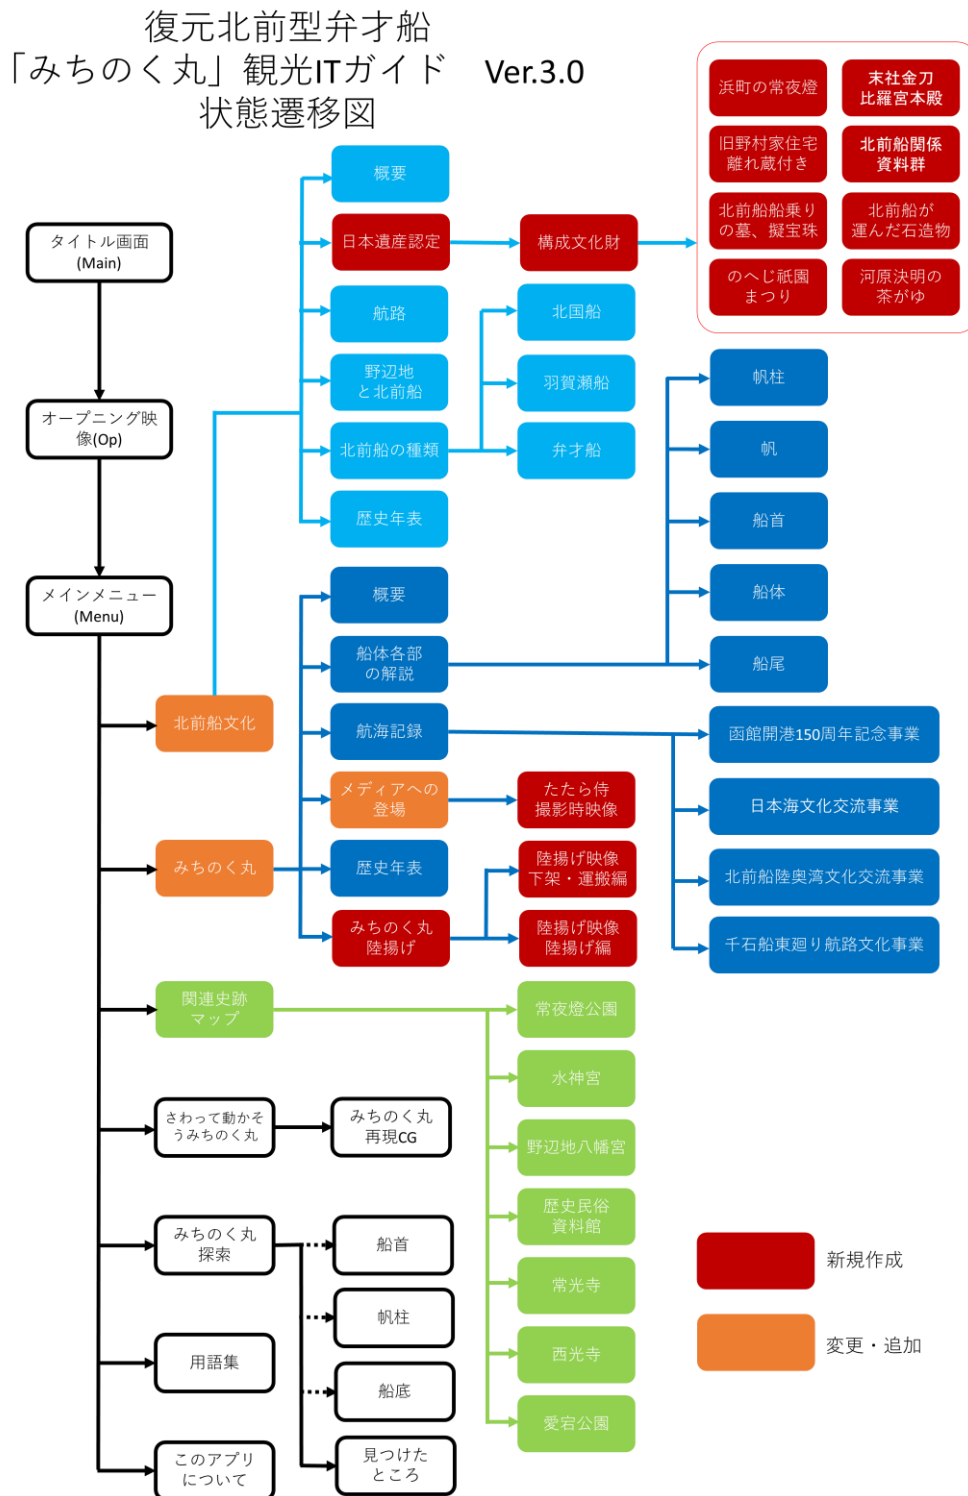 復元北前型弁才船
「みちのく丸」観光ITガイド Ver.3.0
状態遷移図
浜町の常夜燈
末社金刀
比羅宮本殿
旧野村家住宅
離れ蔵付き
北前船関係
資料群
北前船船乗り
の墓、擬宝珠
北前船が
運んだ石造物
のへじ祇園
まつり
河原決明の
茶がゆ
概要
日本遺産認定
構成文化財
航路
野辺地
と北前船
北前船の種類
歴史年表
北国船
羽賀瀬船
弁才船
タイトル画面
(Main)
オープニング映
像(Op)
メインメニュー
(Menu)
北前船文化
みちのく丸
関連史跡
マップ
さわって動かそ
うみちのく丸
みちのく丸
再現CG
みちのく丸
探索
用語集
このアプリ
について
概要
船体各部
の解説
航海記録
メディアへの
登場
歴史年表
みちのく丸
陸揚げ
たたら侍
撮影時映像
陸揚げ映像
下架・運搬編
陸揚げ映像
陸揚げ編
帆柱
帆
船首
船体
船尾
函館開港150周年記念事業
日本海文化交流事業
北前船陸奥湾文化交流事業
千石船東廻り航路文化事業
常夜燈公園
水神宮
野辺地八幡宮
歴史民俗
資料館
常光寺
西光寺
愛宕公園
船首
帆柱
船底
見つけた
ところ
新規作成
変更・追加